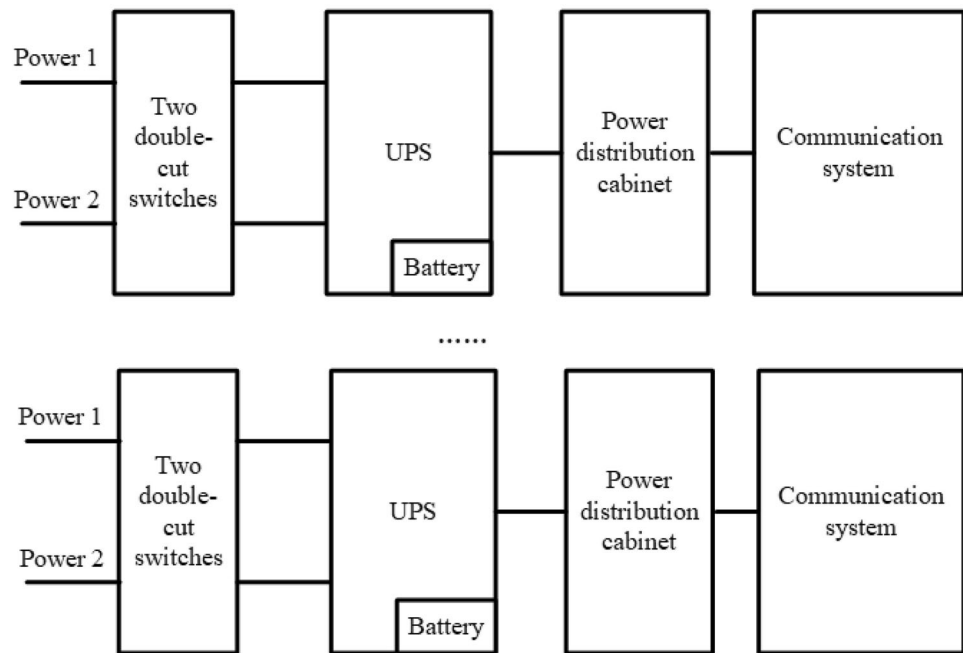 Power 1
Power 2
Two
double-
cut
switches
UPS
Battery
Power
distribution
cabinet
Communication
system
......
Power 1
Power 2
Two
double-
cut
switches
UPS
Battery
Power
distribution
cabinet
Communication
system